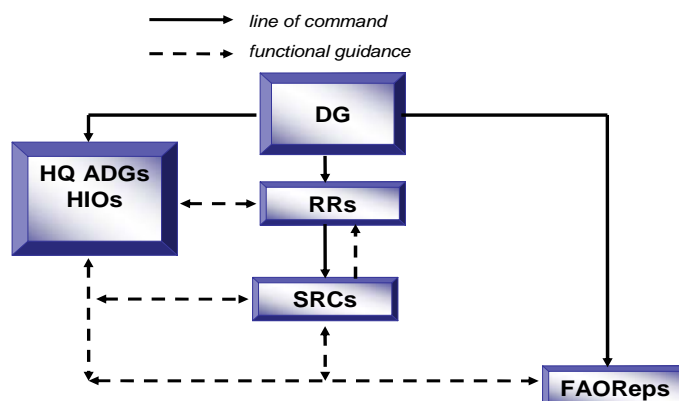 line of command
functional guidance
DG
HQ ADGs
HIOs
RRs
SRCs
FAOReps